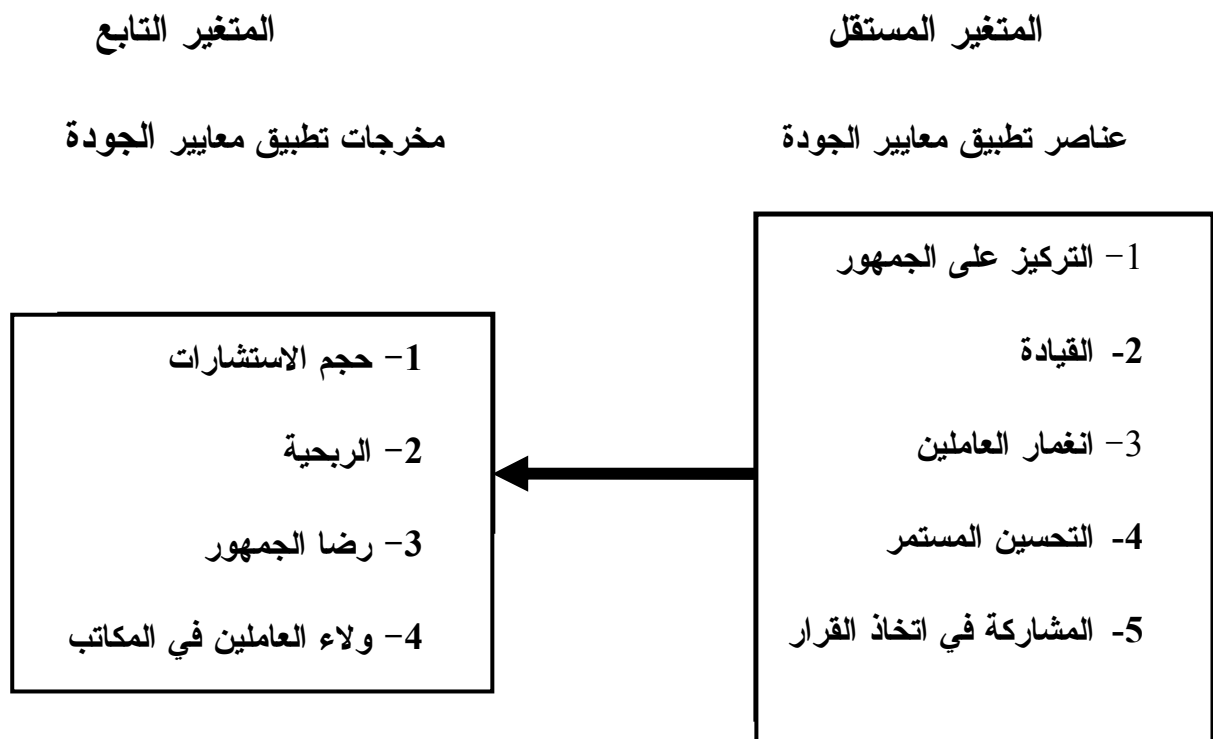 المتغير المستقل
المتغير التابع
عناصر تطبيق معايير الجودة
مخرجات تطبيق معايير الجودة
1- التركيز على الجمهور
2- القيادة
3- انغمار العاملين
4- التحسين المستمر
5- المشاركة في اتخاذ القرار
1- حجم الاستشارات
2- الربحية
3- رضا الجمهور
4- ولاء العاملين في المكاتب